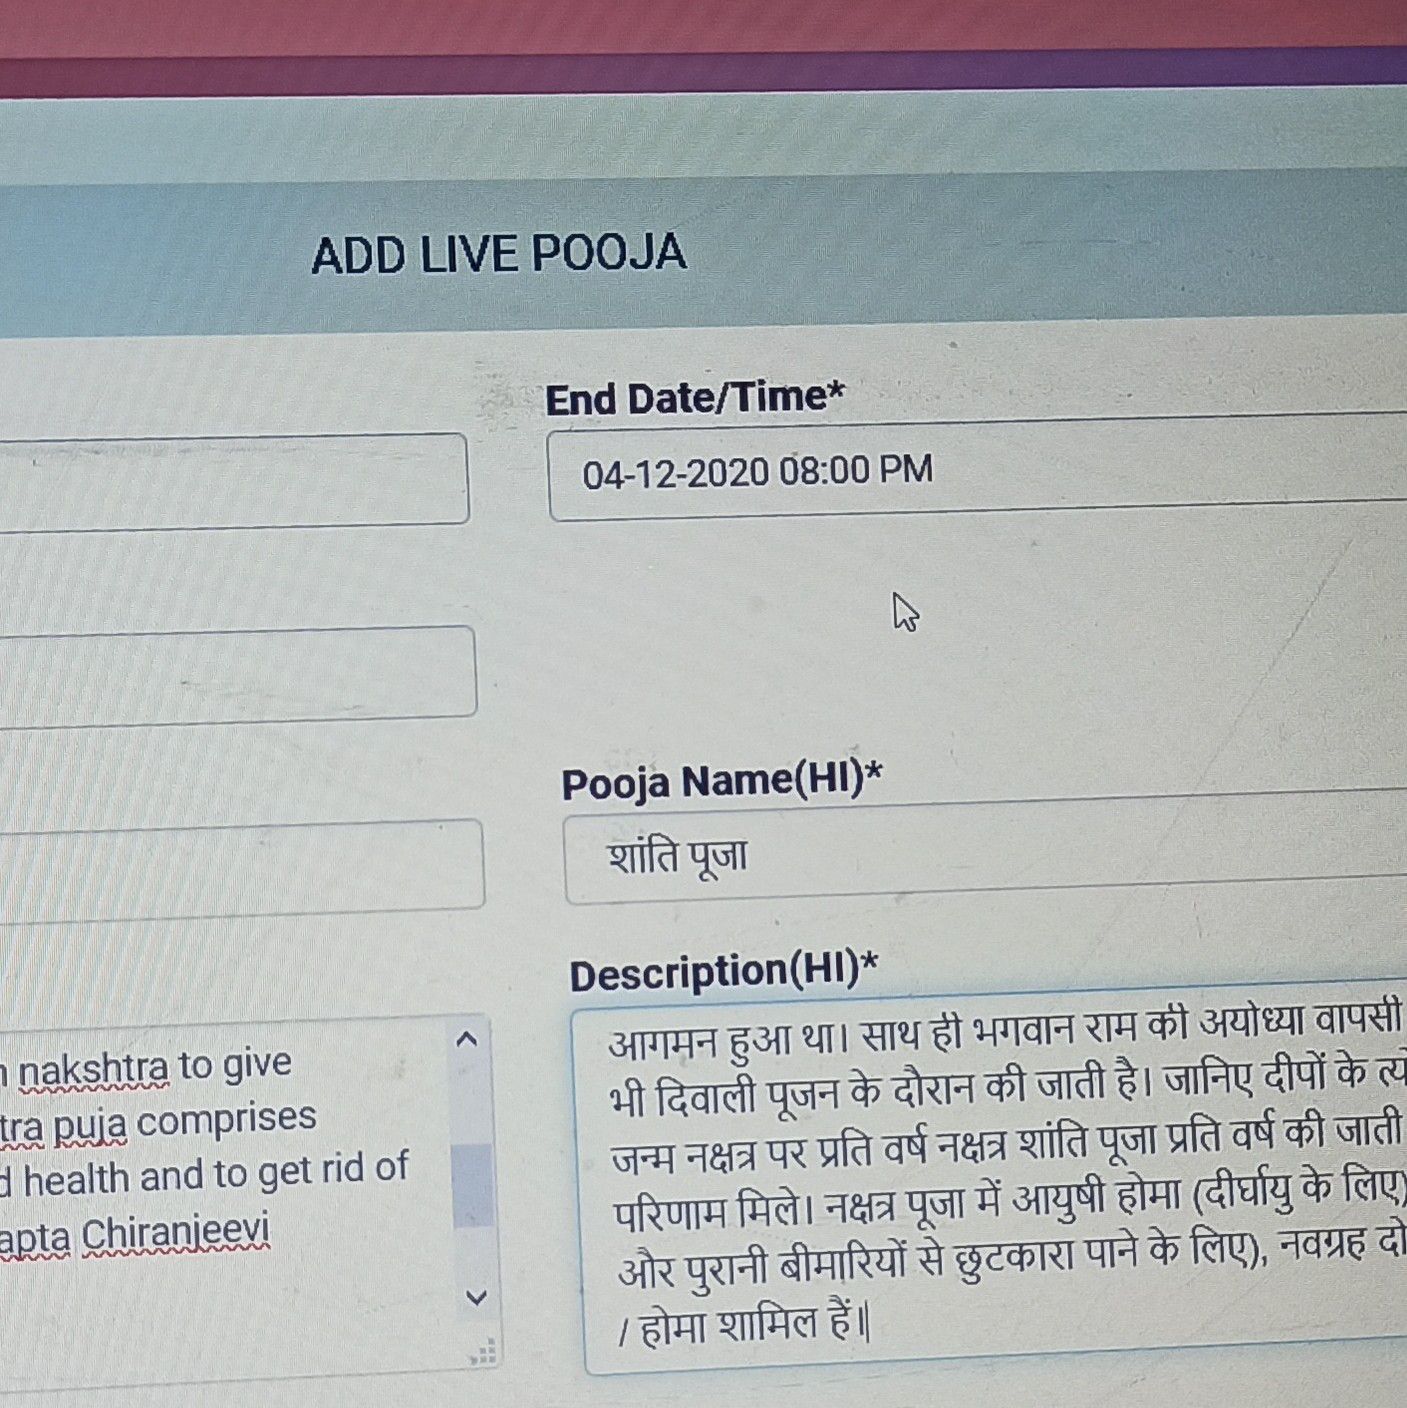 ADD LIVE POOJA
End Date/Time*
04-12-2020 08:00 PM
Pooja Name(HI)*
शांति पूजा
Description(HI)*
nakshtra to give
tra puja comprises
d health and to get rid of
apta Chiranjeevi
आगमन हुआ था। साथ ही भगवान राम की अयोध्या वापसी
भी दिवाली पूजन के दौरान की जाती है। जानिए दीपों के
जन्म नक्षत्र पर प्रति वर्ष नक्षत्र शांति पूजा प्रति वर्ष की जाती
परिणाम मिले। नक्षत्र पूजा में आयुषी होमा (दीर्घायु के लिए)
और पुरानी बीमारियों से छुटकारा पाने के लिए), नवग्रह
/ होमा शामिल हैं।